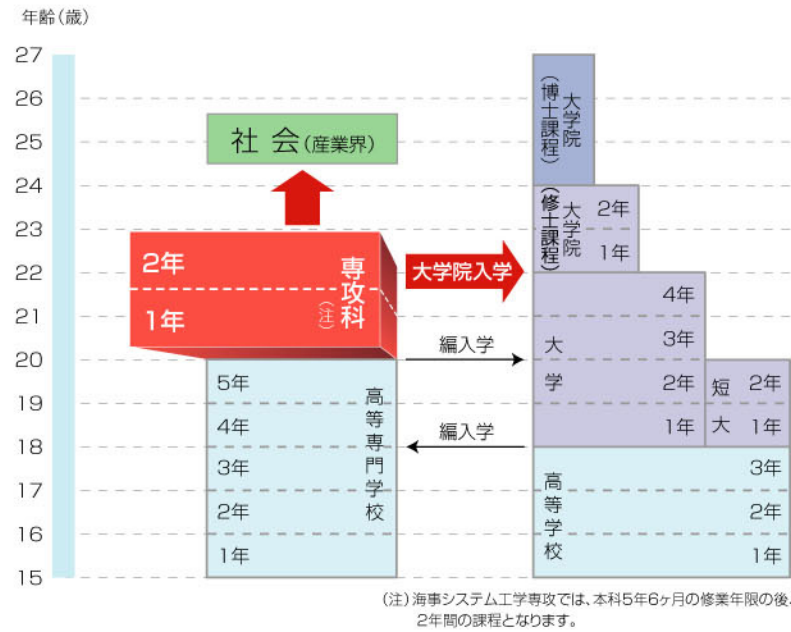 年齢(歳)
27
26
25
24
23
22
21
20
19
18
17
16
15
社会(産業界)
2年
1年
専攻科
(注)
大学院入学
編入学
編入学
5年
4年
3年
2年
1年
高等専門学校
大学院
(博士課程)
大学院
(修士課程)
2年
1年
大学
4年
3年
2年
1年
短大
2年
1年
高等学校
3年
2年
1年
(注)海事システム工学専攻では、本科5年6ヶ月の修業年限の後、
2年間の課程となります。